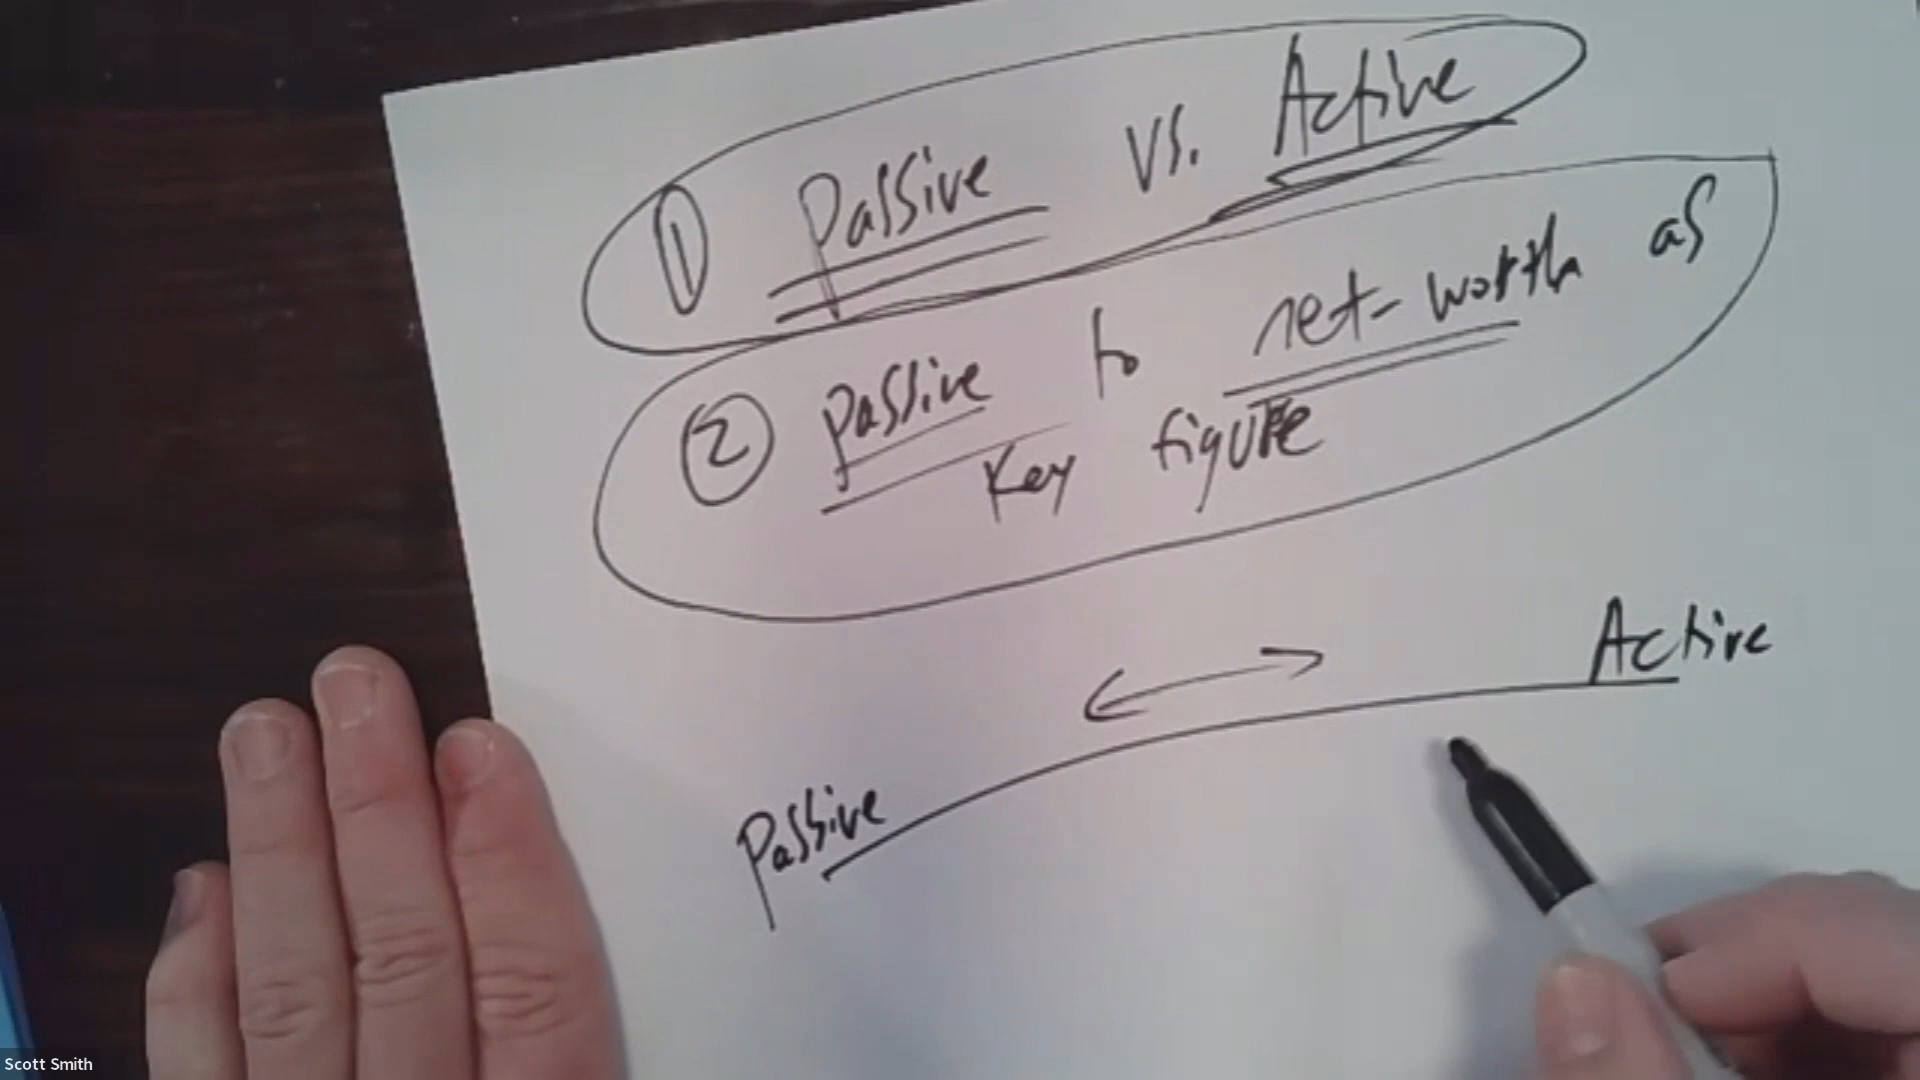 ① Passive vs. Active
② passive to net-worth as
key figure
Active
Passive
Scott Smith